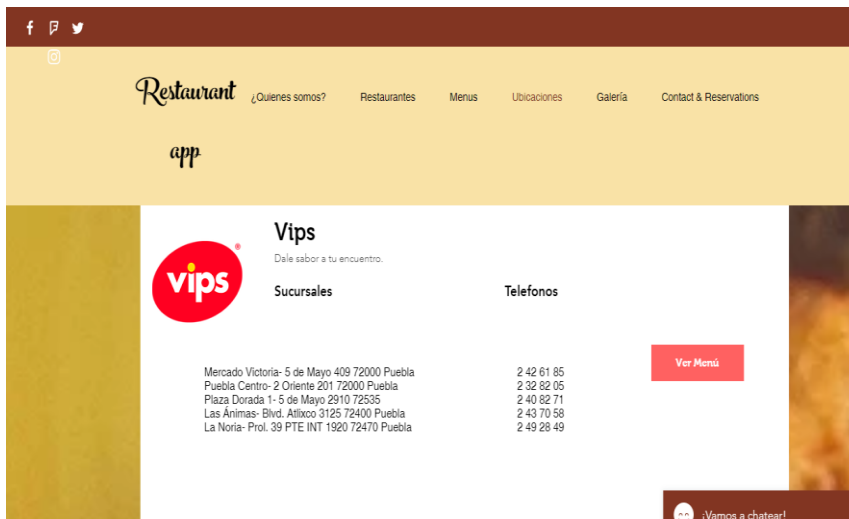 Restaurant
app
¿Quienes somos? Restaurantes Menus Ubicaciones Galería Contact & Reservations
Vips
vips®
Dale sabor a tu encuentro.
Sucursales Telefonos
Ver Menú
Mercado Victoria- 5 de Mayo 409 72000 Puebla 2 42 61 85
Puebla Centro- 2 Oriente 201 72000 Puebla 2 32 82 05
Plaza Dorada 1- 5 de Mayo 2910 72535 2 40 82 71
Las Ánimas- Blvd. Atlixco 3125 72400 Puebla 2 43 70 58
La Noria- Prol. 39 PTE INT 1920 72470 Puebla 2 49 28 49
¡Vamos a chatear!